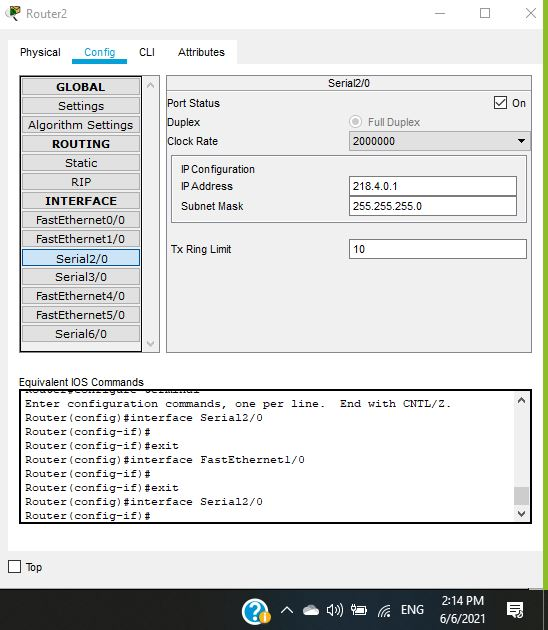 Router2
Physical Config CLI Attributes
GLOBAL
Settings
Algorithm Settings
ROUTING
Static
RIP
INTERFACE
FastEthernet0/0
FastEthernet1/0
Serial2/0
Serial3/0
FastEthernet4/0
FastEthernet5/0
Serial6/0
Serial2/0
Port Status On
Duplex Full Duplex
Clock Rate 2000000
IP Configuration
IP Address 218.4.0.1
Subnet Mask 255.255.255.0
Tx Ring Limit 10
Equivalent IOS Commands
Router#configure terminal
Enter configuration commands, one per line. End with CNTL/Z.
Router(config)#interface Serial2/0
Router(config-if)#
Router(config-if)#exit
Router(config)#interface FastEthernet1/0
Router(config-if)#
Router(config-if)#exit
Router(config)#interface Serial2/0
Router(config-if)#
Top
ENG
2:14 PM
6/6/2021